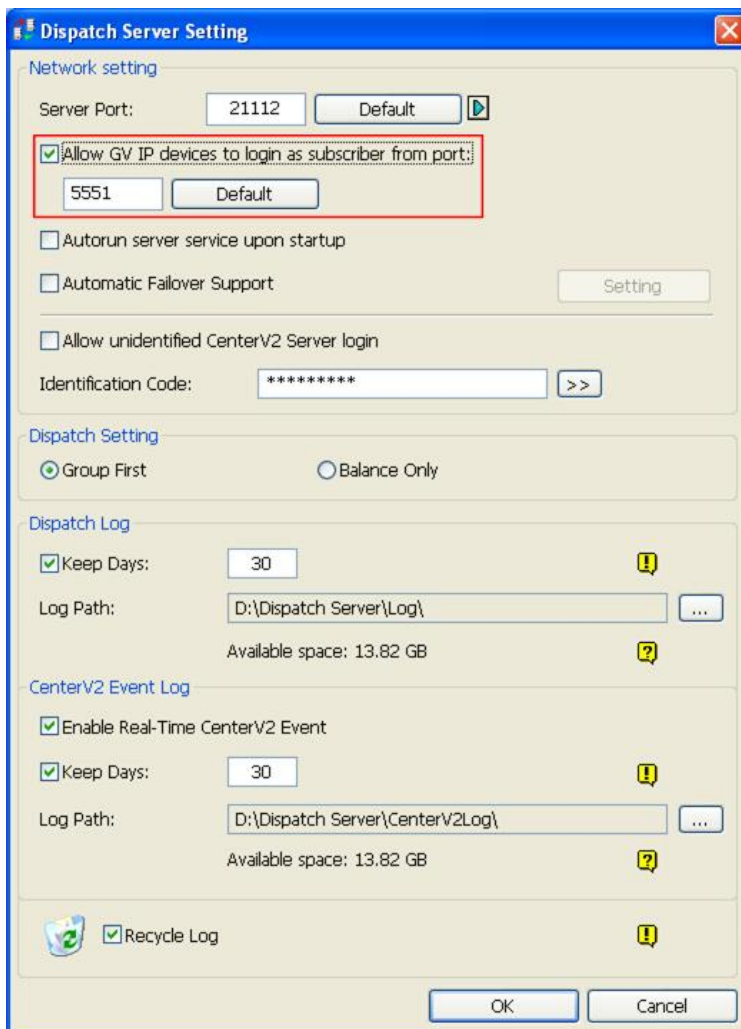 Dispatch Server Setting
Network setting
Server Port: 21112 Default
Allow GV IP devices to login as subscriber from port:
5551 Default
Autorun server service upon startup
Automatic Failover Support Setting
Allow unidentified CenterV2 Server login
Identification Code: ********* >>
Dispatch Setting
Group First Balance Only
Dispatch Log
Keep Days: 30
Log Path: D:\Dispatch Server\Log\ ...
Available space: 13.82 GB
CenterV2 Event Log
Enable Real-Time CenterV2 Event
Keep Days: 30
Log Path: D:\Dispatch Server\CenterV2Log\ ...
Available space: 13.82 GB
Recycle Log
OK Cancel